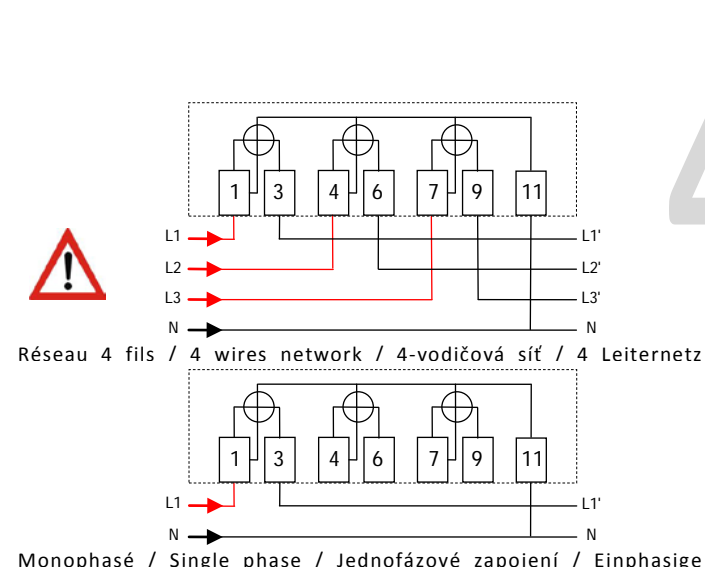 1 3 4 6 7 9 11
L1 L1'
L2 L2'
L3 L3'
N N
Réseau 4 fils / 4 wires network / 4-vodičová síť / 4 Leiternetz
1 3 4 6 7 9 11
L1 L1'
N N
Monophasé / Single phase / Jednofázové zapojení / Einphasige
4